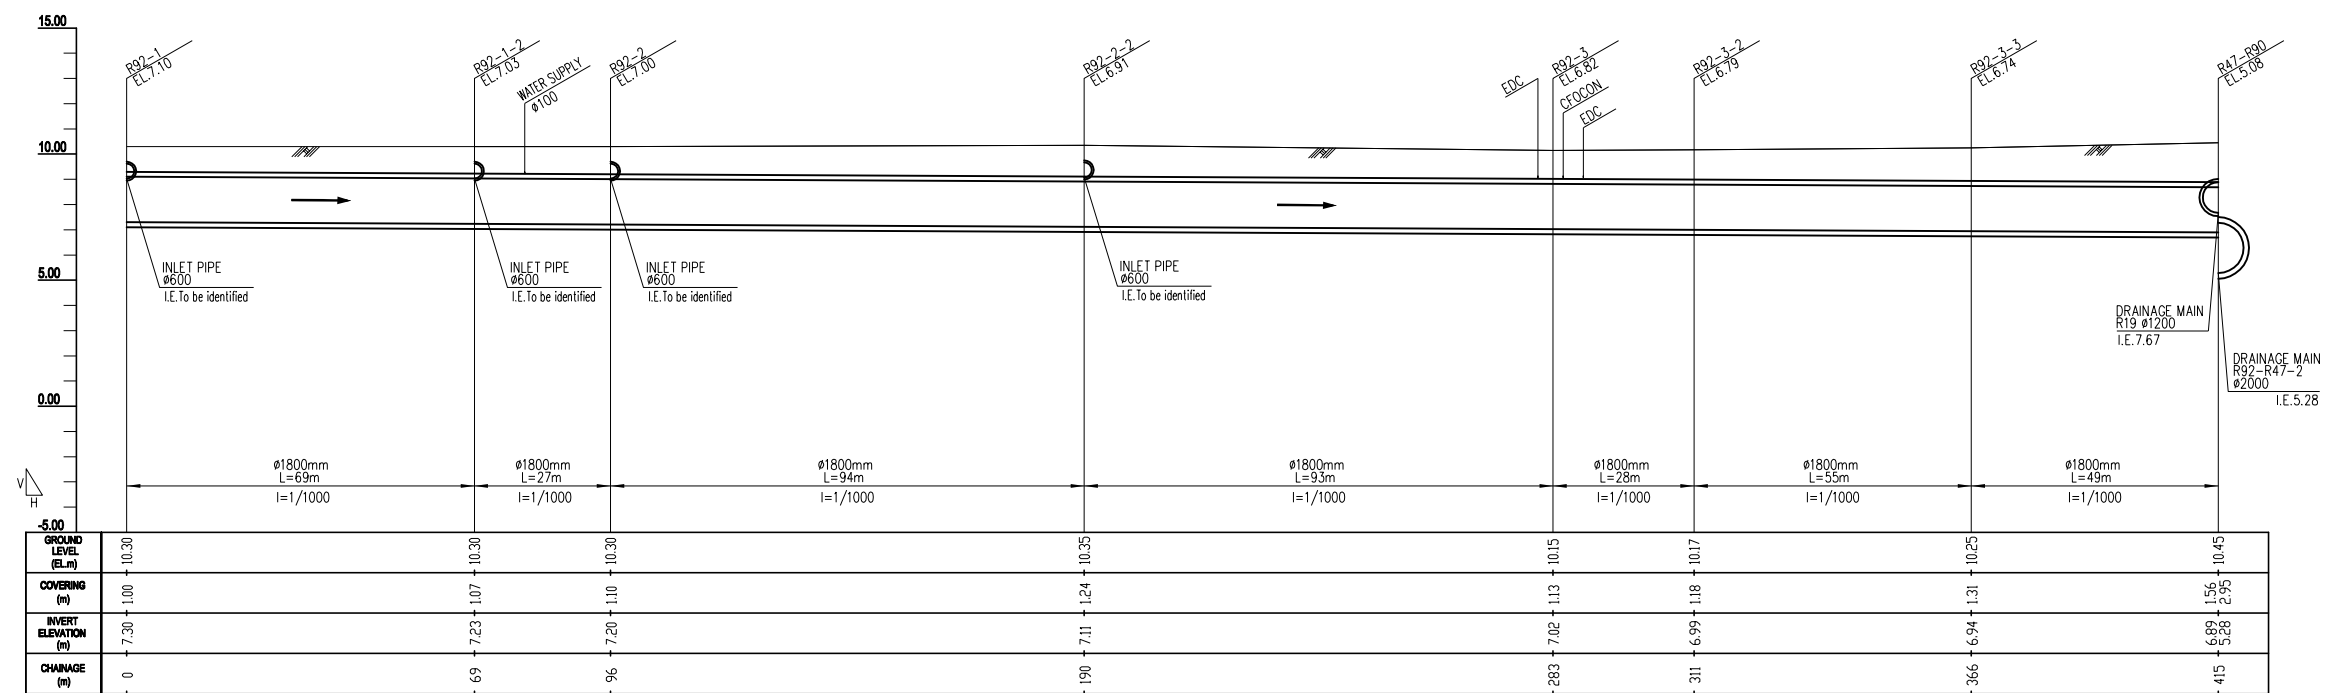 15.00
10.00
5.00
0.00
-5.00
V
H
R92-1
EL.7.10
R92-1-2
EL.7.03
WATER SUPPLY
ø100
R92-2
EL.7.00
R92-2-2
EL.6.91
EDC
R92-3
EL.6.82
CFOCON
EDC
R92-3-2
EL.6.79
R92-3-3
EL.6.74
R47-R90
EL.5.08
INLET PIPE
ø600
I.E.To be identified
INLET PIPE
ø600
I.E.To be identified
INLET PIPE
ø600
I.E.To be identified
INLET PIPE
ø600
I.E.To be identified
DRAINAGE MAIN
R19 ø1200
I.E.7.67
DRAINAGE MAIN
R92-R47-2
ø2000
I.E.5.28
ø1800mm
L=69m
I=1/1000
ø1800mm
L=27m
I=1/1000
ø1800mm
L=94m
I=1/1000
ø1800mm
L=93m
I=1/1000
ø1800mm
L=28m
I=1/1000
ø1800mm
L=55m
I=1/1000
ø1800mm
L=49m
I=1/1000
GROUND
LEVEL
(EL.m)
10.30
10.30
10.30
10.35
10.15
10.17
10.25
10.45
COVERING
(m)
1.00
1.07
1.10
1.24
1.13
1.18
1.31
1.56
2.95
INVERT
ELEVATION
(m)
7.30
7.23
7.20
7.11
7.02
6.99
6.94
6.89
5.28
CHAINAGE
(m)
0
69
96
190
283
311
366
415